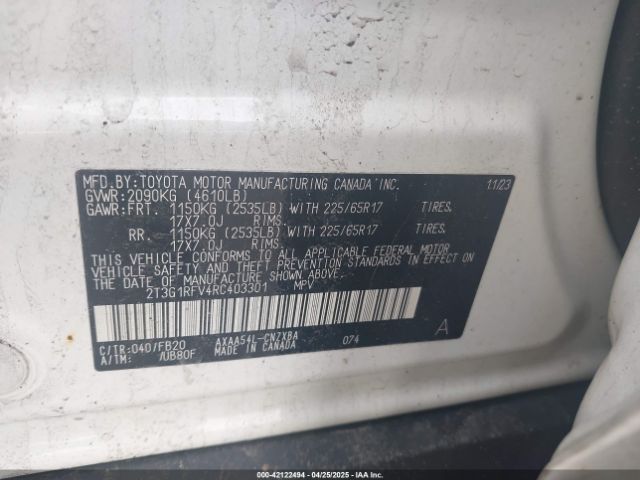 MFD.BY:TOYOTA MOTOR MANUFACTURING CANADA INC. 11/23
GVWR:2090KG (4610LB)
GAWR:FRT. 1150KG (2535LB) WITH 225/65R17 TIRES.
17X7.0J RIMS.
RR. 1150KG (2535LB) WITH 225/65R17 TIRES.
17X7.0J RIMS.
THIS VEHICLE CONFORMS TO ALL APPLICABLE FEDERAL MOTOR
VEHICLE SAFETY AND THEFT PREVENTION STANDARDS IN EFFECT ON
THE DATE OF MANUFACTURE SHOWN ABOVE.
2T3G1RFV4RC403301 MPV
C/TR:040/FB20 AXAA54L-CNZXBA 074 A
A/TM: /UB80F MADE IN CANADA
000-42122494 - 04/25/2025 - IAAI.COM